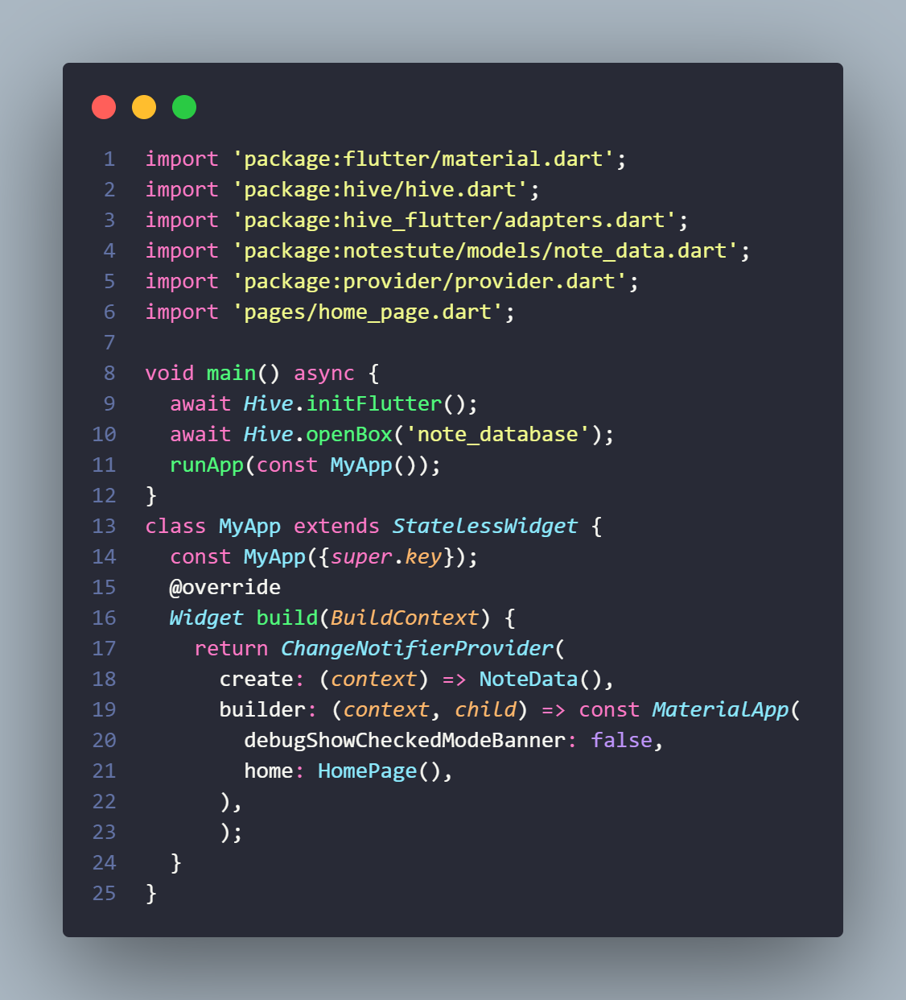 1 import 'package:flutter/material.dart';
2 import 'package:hive/hive.dart';
3 import 'package:hive_flutter/adapters.dart';
4 import 'package:notestute/models/note_data.dart';
5 import 'package:provider/provider.dart';
6 import 'pages/home_page.dart';
7
8 void main() async {
9   await Hive.initFlutter();
10   await Hive.openBox('note_database');
11   runApp(const MyApp());
12 }
13 class MyApp extends StatelessWidget {
14   const MyApp({super.key});
15   @override
16   Widget build(BuildContext) {
17     return ChangeNotifierProvider(
18       create: (context) => NoteData(),
19       builder: (context, child) => const MaterialApp(
20         debugShowCheckedModeBanner: false,
21         home: HomePage(),
22       ),
23       );
24   }
25 }